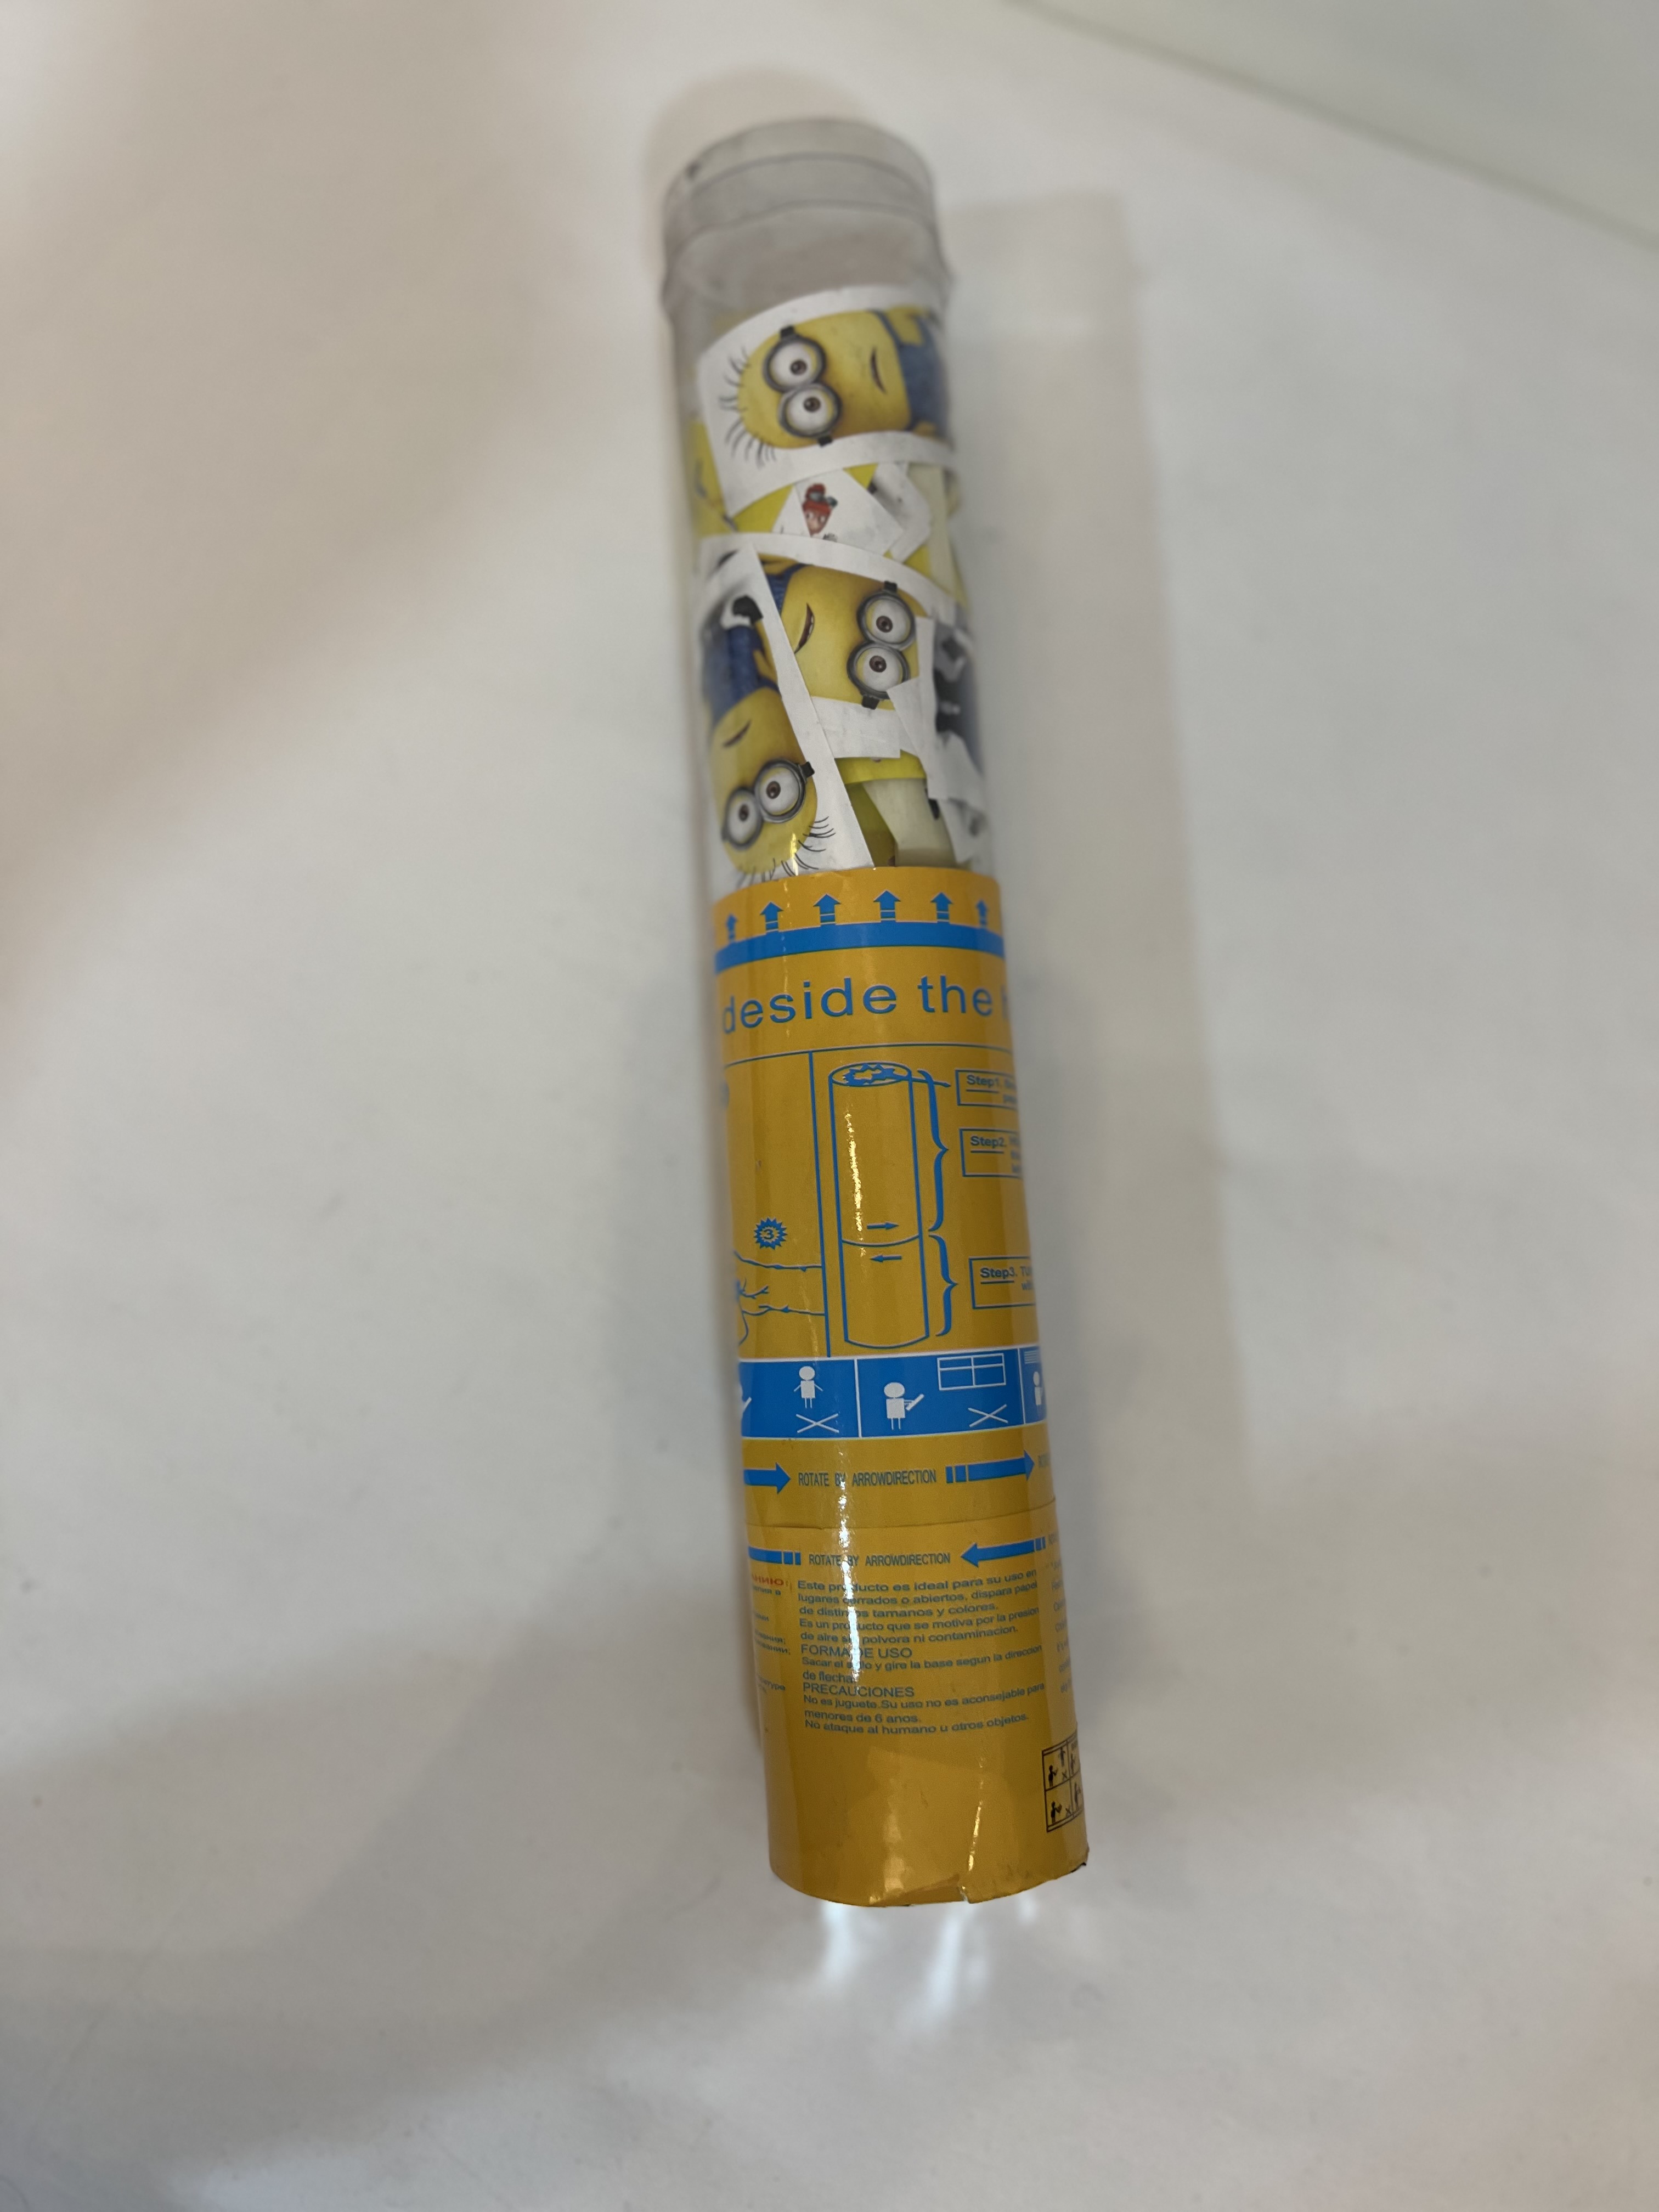 deside the
3
Step1.
Step2.
Step3.
ROTATE BY ARROWDIRECTION
ROTATE BY ARROWDIRECTION
Este producto es ideal para su uso en
lugares cerrados o abiertos, dispara papel
de distintos tamanos y colores.
Es un producto que se motiva por la presion
de aire sin polvora ni contaminacion.
FORMA DE USO
Sacar el sello y gire la base segun la direccion
de flecha
PRECAUCIONES
No es juguete.Su uso no es aconsejable para
menores de 6 anos.
No ataque al humano u otros objetos.